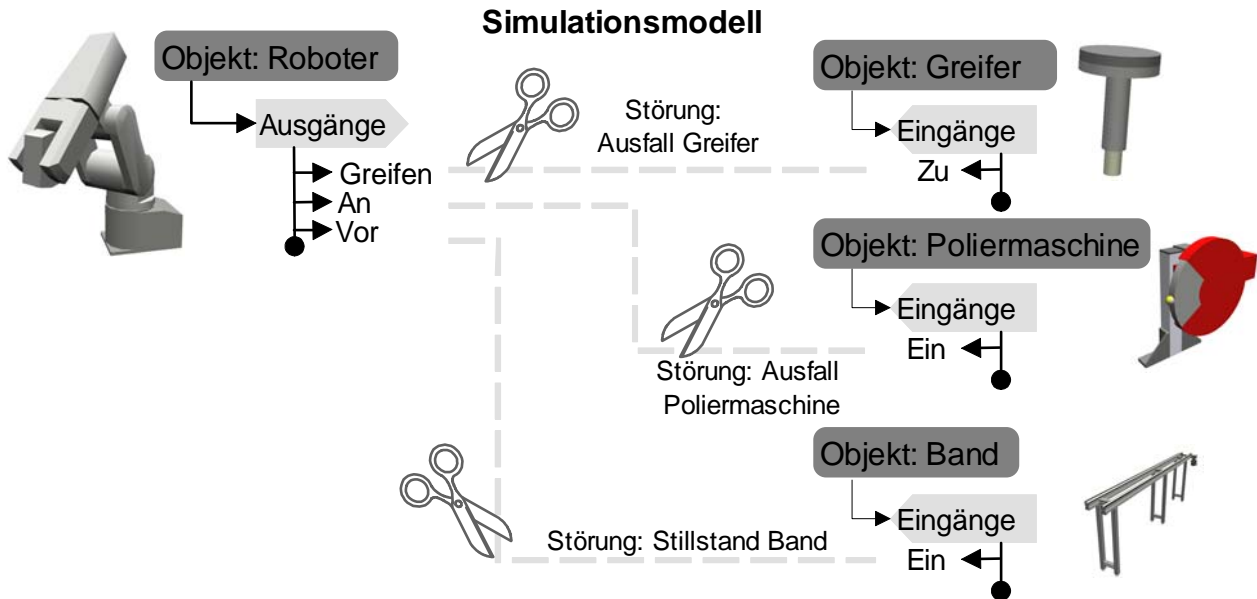 Simulationsmodell
Objekt: Roboter
Ausgänge
Greifen
An
Vor
Störung:
Ausfall Greifer
Objekt: Greifer
Eingänge
Zu
Objekt: Poliermaschine
Eingänge
Ein
Störung: Ausfall
Poliermaschine
Objekt: Band
Eingänge
Ein
Störung: Stillstand Band